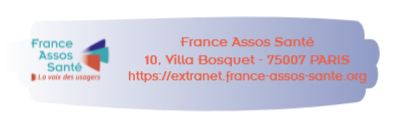 France
Assos
Santé
La voix des usagers
France Assos Santé
10, Villa Bosquet - 75007 PARIS
https://extranet.france-assos-sante.org